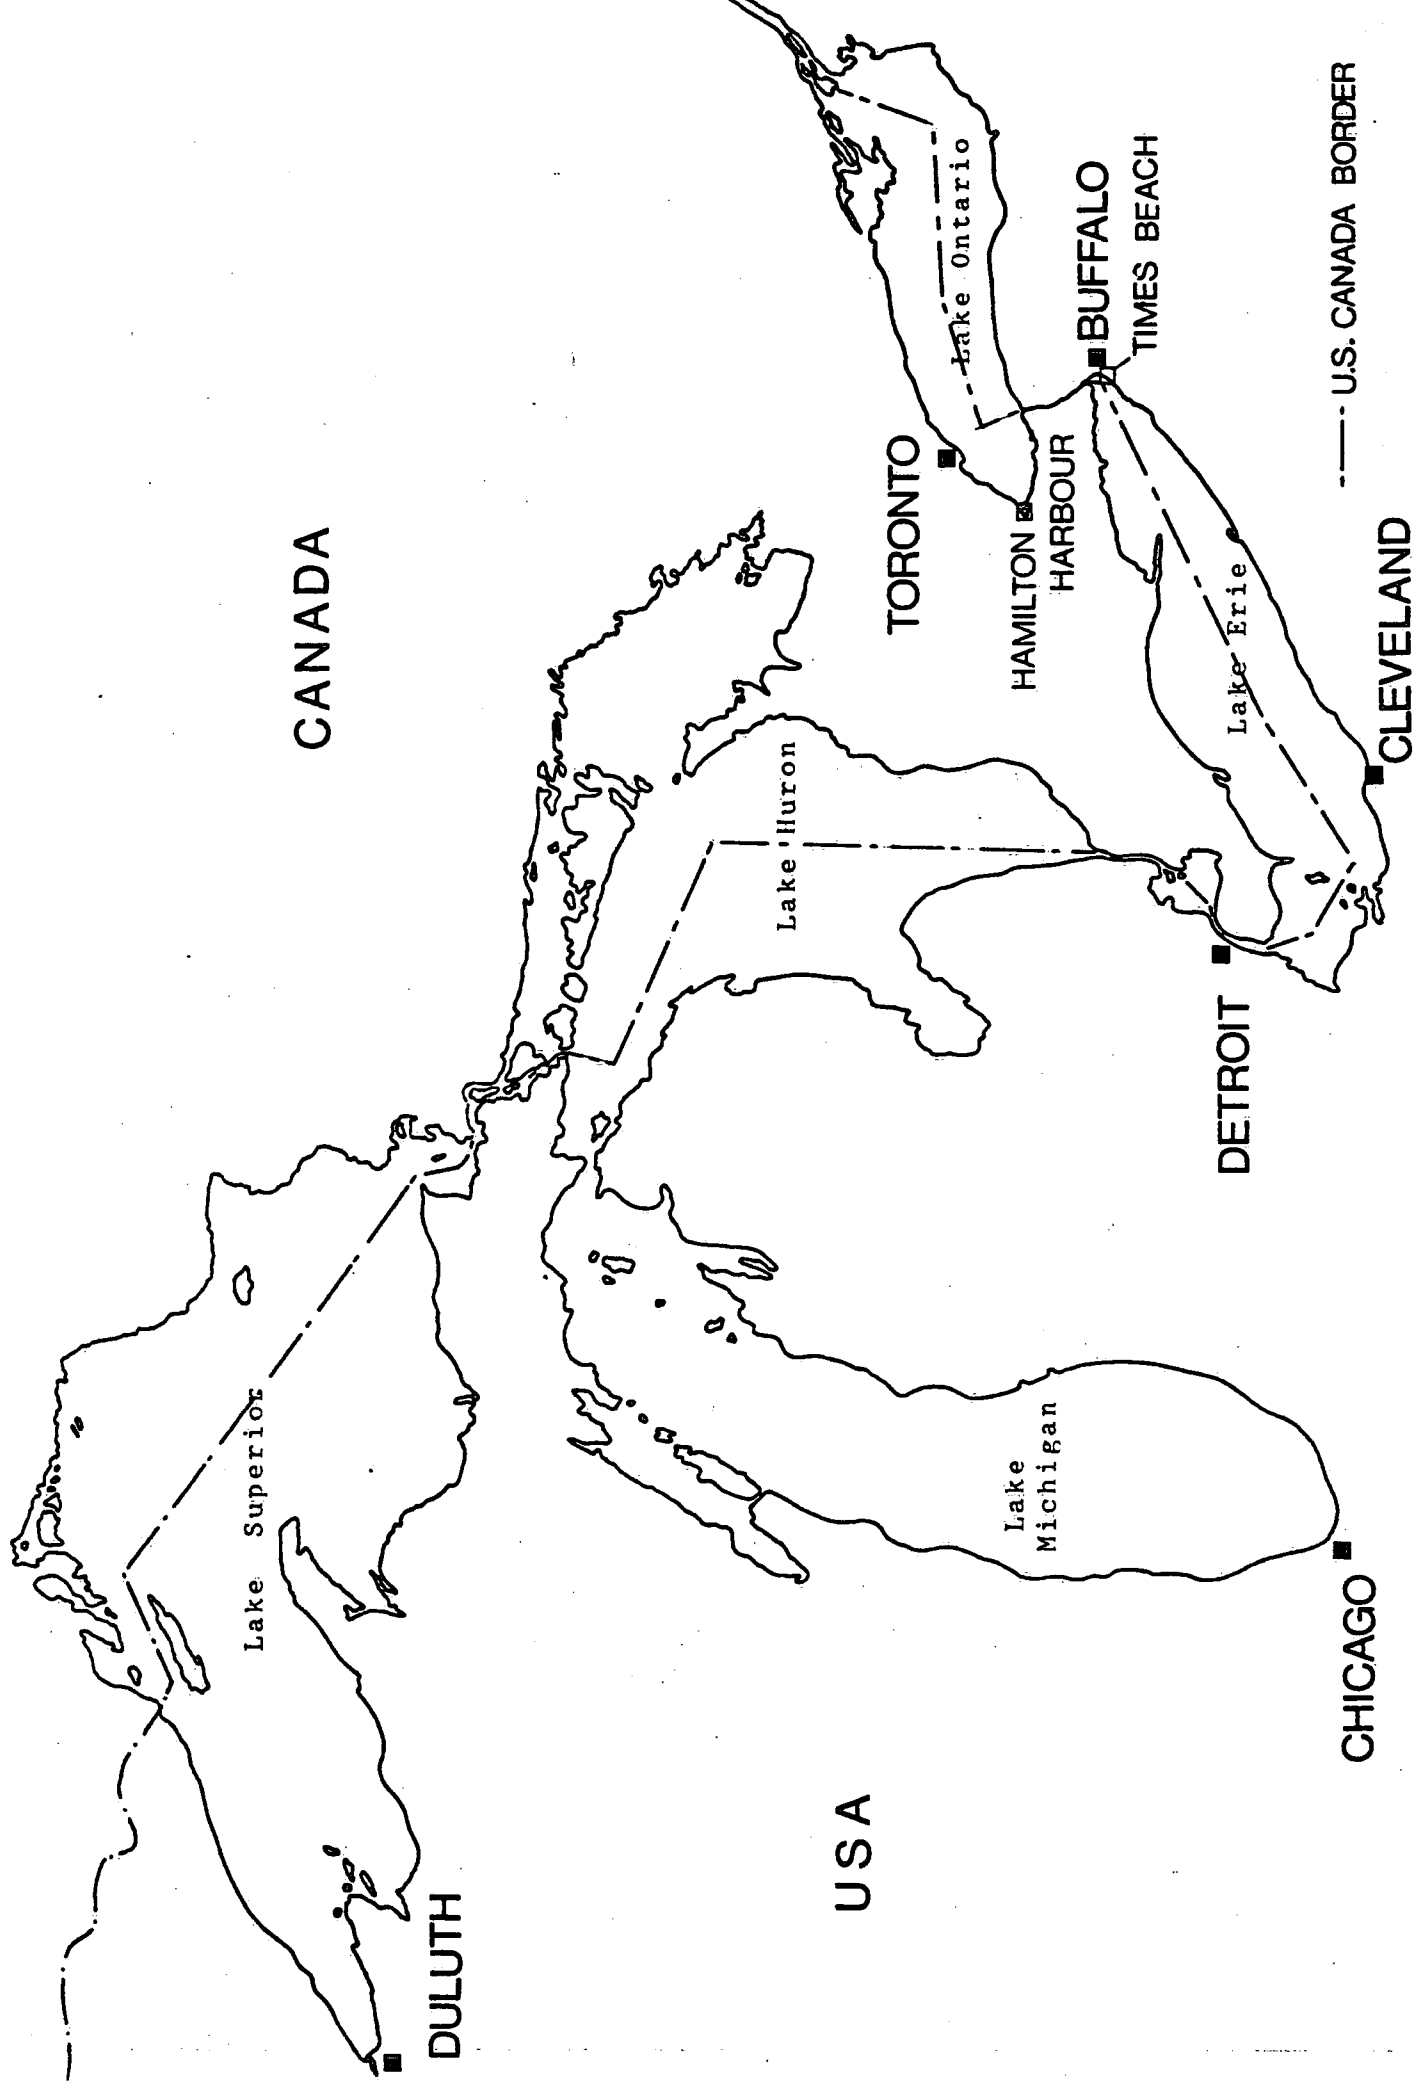 CANADA
Lake Superior
DULUTH
Lake Huron
TORONTO
Lake Ontario
HAMILTON
HARBOUR
BUFFALO
TIMES BEACH
Lake
Michigan
USA
DETROIT
Lake Erie
CLEVELAND
CHICAGO
U.S. CANADA BORDER